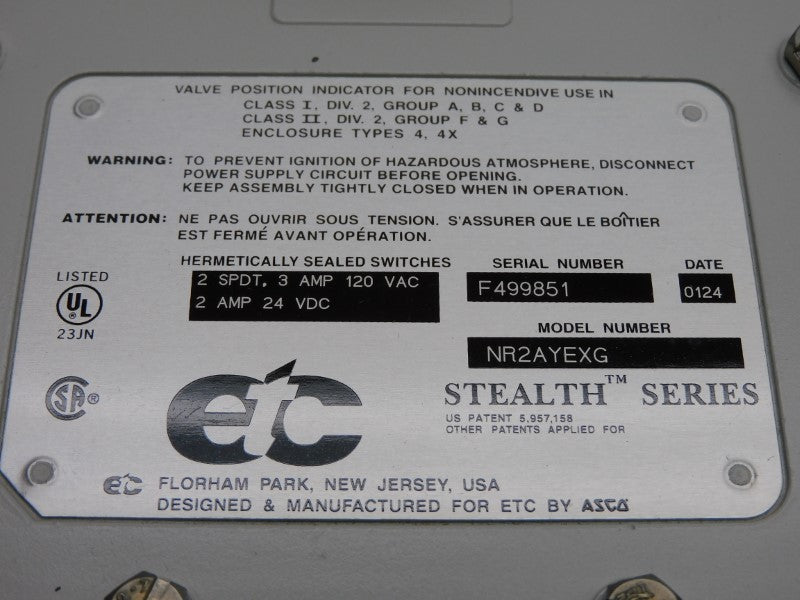 VALVE POSITION INDICATOR FOR NONINCENDIVE USE IN
CLASS I, DIV. 2, GROUP A, B, C & D
CLASS II, DIV. 2, GROUP F & G
ENCLOSURE TYPES 4, 4X
WARNING: TO PREVENT IGNITION OF HAZARDOUS ATMOSPHERE, DISCONNECT
POWER SUPPLY CIRCUIT BEFORE OPENING.
KEEP ASSEMBLY TIGHTLY CLOSED WHEN IN OPERATION.
ATTENTION: NE PAS OUVRIR SOUS TENSION. S'ASSURER QUE LE BOÎTIER
EST FERMÉ AVANT OPÉRATION.
LISTED
UL
23JN
HERMETICALLY SEALED SWITCHES
2 SPDT, 3 AMP 120 VAC
2 AMP 24 VDC
SERIAL NUMBER
F499851
DATE
0124
MODEL NUMBER
NR2AYEXG
SA ®
etc
STEALTH™ SERIES
US PATENT 5,957,158
OTHER PATENTS APPLIED FOR
etc FLORHAM PARK, NEW JERSEY, USA
DESIGNED & MANUFACTURED FOR ETC BY ASCO